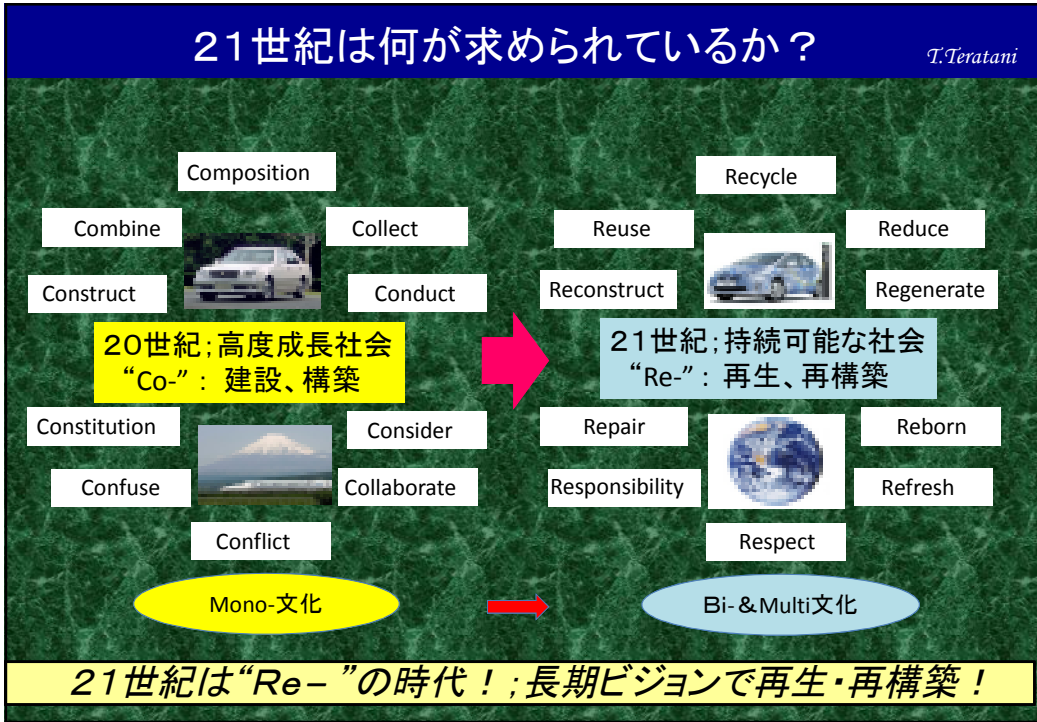 21世紀は何が求められているか？
T.Teratani
Composition
Combine
Collect
Construct
Conduct
20世紀；高度成長社会
“Co-”： 建設、構築
Constitution
Consider
Confuse
Collaborate
Conflict
Mono-文化
Recycle
Reuse
Reduce
Reconstruct
Regenerate
21世紀；持続可能な社会
“Re-”： 再生、再構築
Repair
Reborn
Responsibility
Refresh
Respect
Bi-＆Multi文化
21世紀は“Re－”の時代！；長期ビジョンで再生・再構築！